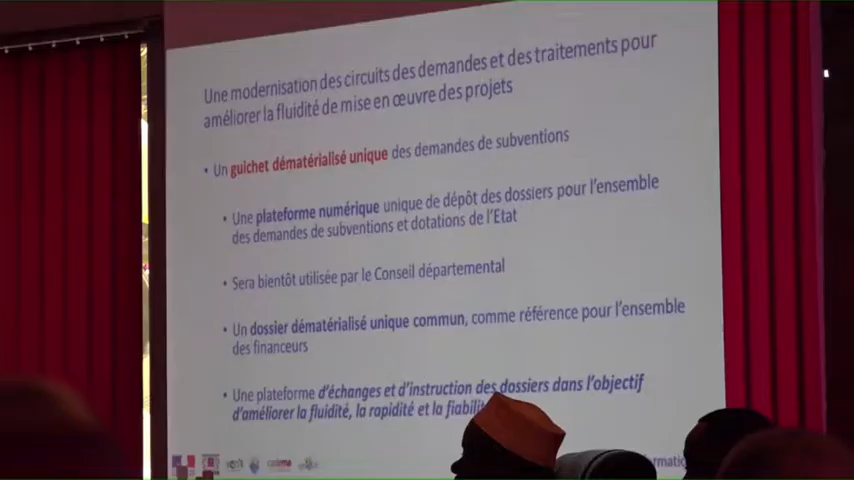 Une modernisation des circuits des demandes et des traitements pour
améliorer la fluidité de mise en œuvre des projets
• Un guichet dématérialisé unique des demandes de subventions
• Une plateforme numérique unique de dépôt des dossiers pour l'ensemble
des demandes de subventions et dotations de l'Etat
• Sera bientôt utilisée par le Conseil départemental
• Un dossier dématérialisé unique commun, comme référence pour l'ensemble
des financeurs
• Une plateforme d'échanges et d'instruction des dossiers dans l'objectif
d'améliorer la fluidité, la rapidité et la